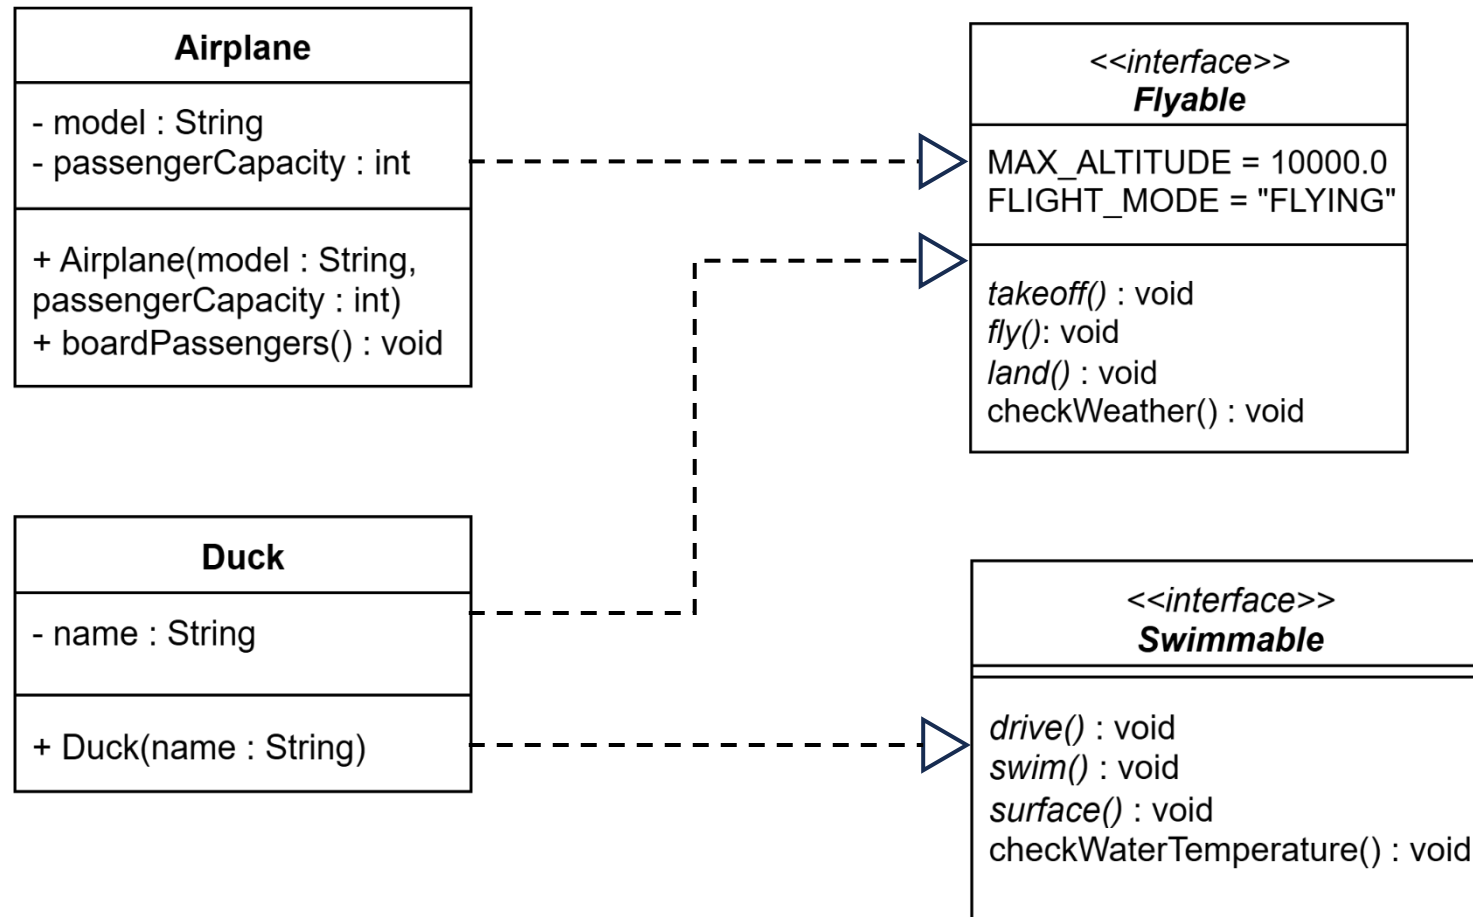 Airplane
- model : String
- passengerCapacity : int
+ Airplane(model : String,
passengerCapacity : int)
+ boardPassengers() : void
<<interface>>
Flyable
MAX_ALTITUDE = 10000.0
FLIGHT_MODE = "FLYING"
takeoff() : void
fly(): void
land() : void
checkWeather() : void
Duck
- name : String
+ Duck(name : String)
<<interface>>
Swimmable
drive() : void
swim() : void
surface() : void
checkWaterTemperature() : void